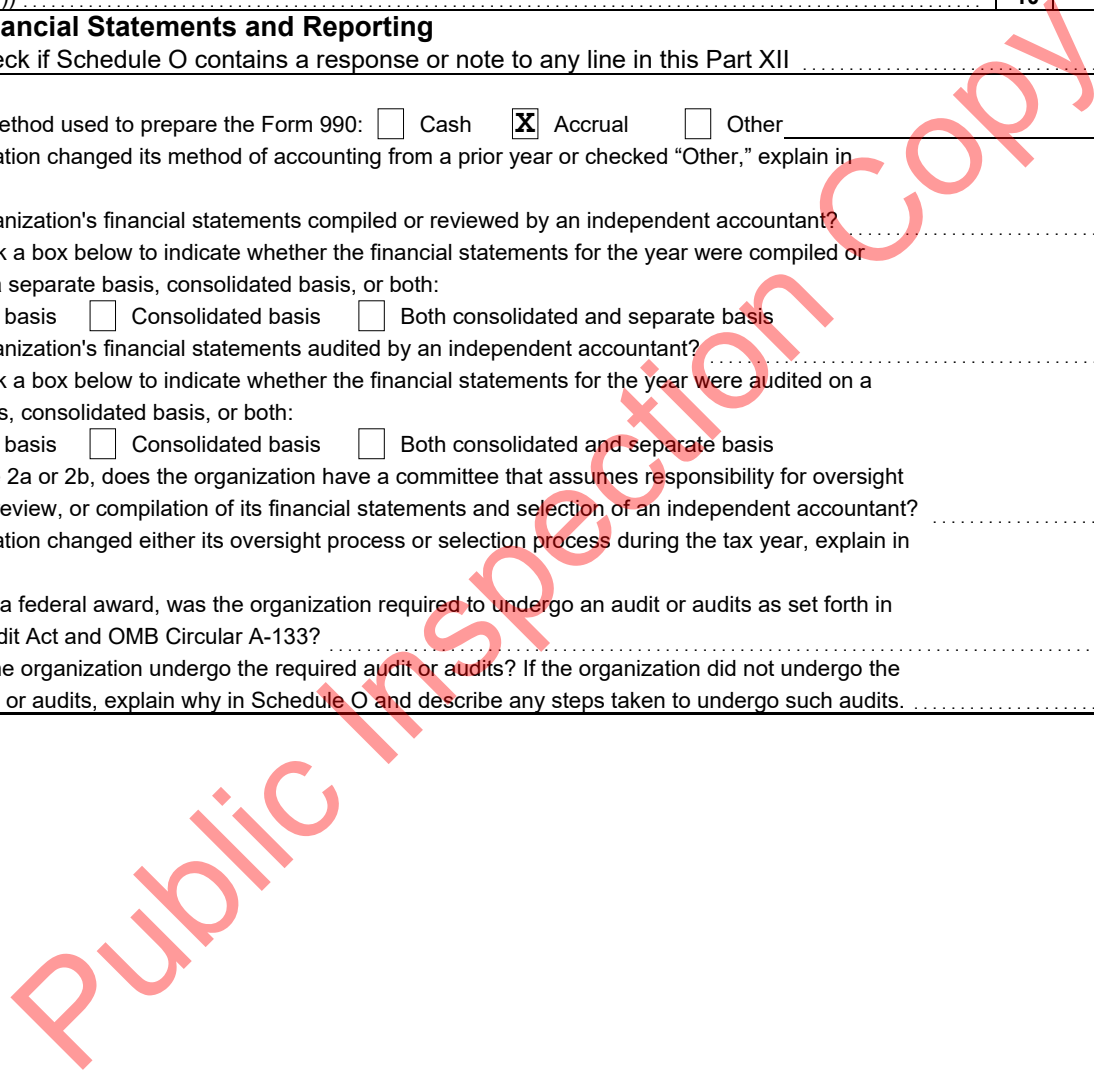 ancial Statements and Reporting
eck if Schedule O contains a response or note to any line in this Part XII
ethod used to prepare the Form 990: Cash X Accrual Other
ation changed its method of accounting from a prior year or checked “Other,” explain in
anization's financial statements compiled or reviewed by an independent accountant?
k a box below to indicate whether the financial statements for the year were compiled or
a separate basis, consolidated basis, or both:
basis Consolidated basis Both consolidated and separate basis
anization's financial statements audited by an independent accountant?
k a box below to indicate whether the financial statements for the year were audited on a
s, consolidated basis, or both:
basis Consolidated basis Both consolidated and separate basis
2a or 2b, does the organization have a committee that assumes responsibility for oversight
eview, or compilation of its financial statements and selection of an independent accountant?
ation changed either its oversight process or selection process during the tax year, explain in
a federal award, was the organization required to undergo an audit or audits as set forth in
dit Act and OMB Circular A-133?
ne organization undergo the required audit or audits? If the organization did not undergo the
or audits, explain why in Schedule O and describe any steps taken to undergo such audits.
Public Inspection Copy